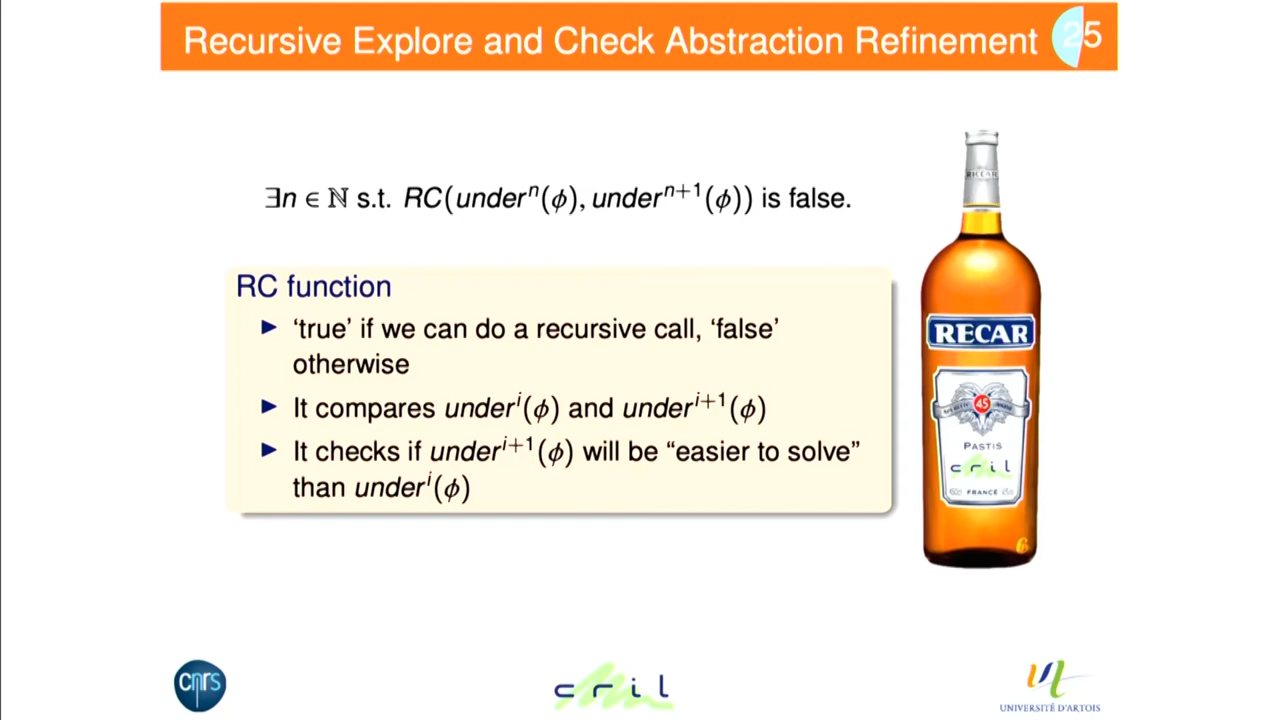 Recursive Explore and Check Abstraction Refinement
25
∃n ∈ ℕ s.t. RC(underⁿ(ϕ), underⁿ⁺¹(ϕ)) is false.
RC function
▶ ‘true’ if we can do a recursive call, ‘false’
otherwise
▶ It compares underⁱ(ϕ) and underⁱ⁺¹(ϕ)
▶ It checks if underⁱ⁺¹(ϕ) will be “easier to solve”
than underⁱ(ϕ)
RICCAR
RECAR
45
PASTIS
cril
FRANCE
6
cnrs
cril
UNIVERSITÉ D'ARTOIS